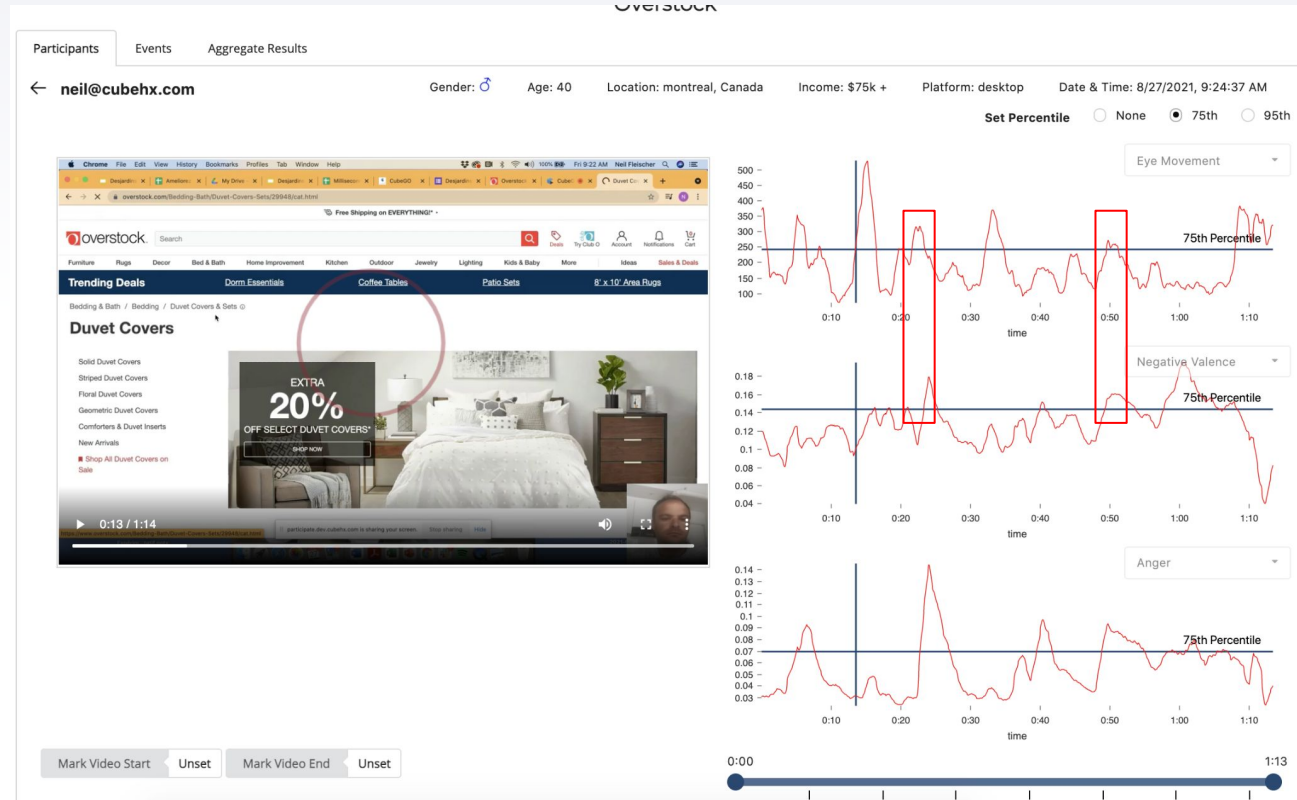 Overstock
Participants Events Aggregate Results
← neil@cubehx.com Gender: ♂ Age: 40 Location: montreal, Canada Income: $75k + Platform: desktop Date & Time: 8/27/2021, 9:24:37 AM
Set Percentile None 75th 95th
Chrome File Edit View History Bookmarks Profiles Tab Window Help 100% Fri 9:22 AM Neil Fleischer
overstock.com/Bedding-Bath/Duvet-Covers-Sets/29048/cat.html
Free Shipping on EVERYTHING!*
overstock. Search Deals Try Club O Account Notifications Cart
Furniture Rugs Decor Bed & Bath Home Improvement Kitchen Outdoor Jewelry Lighting Kids & Baby More Ideas Sales & Deals
Trending Deals Dorm Essentials Coffee Tables Patio Sets 8' x 10' Area Rugs
Bedding & Bath / Bedding / Duvet Covers & Sets
Duvet Covers
Solid Duvet Covers
Striped Duvet Covers
Floral Duvet Covers
Geometric Duvet Covers
Comforters & Duvet Inserts
New Arrivals
Shop All Duvet Covers on
Sale
EXTRA
20%
OFF SELECT DUVET COVERS*
SHOP NOW
0:13 / 1:14
participate.dev.cubehx.com is sharing your screen. Stop sharing Hide
Mark Video Start Unset Mark Video End Unset
Eye Movement
500
450
400
350
300
250
200
150
100
75th Percentile
0:10 0:20 0:30 0:40 0:50 1:00 1:10
time
Negative Valence
0.18
0.16
0.14
0.12
0.1
0.08
0.06
0.04
75th Percentile
0:10 0:20 0:30 0:40 0:50 1:00 1:10
time
Anger
0.14
0.13
0.12
0.11
0.1
0.09
0.08
0.07
0.06
0.05
0.04
0.03
75th Percentile
0:10 0:20 0:30 0:40 0:50 1:00 1:10
time
0:00 1:13